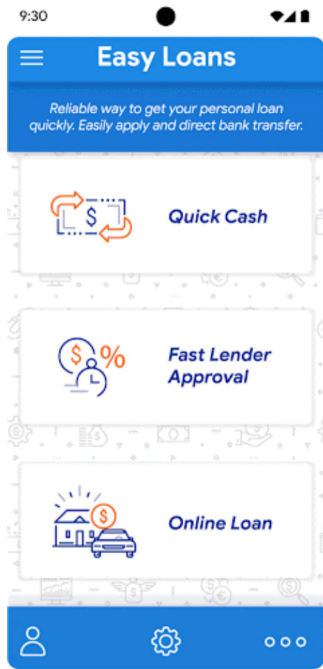 9:30
Easy Loans
Reliable way to get your personal loan
quickly. Easily apply and direct bank transfer.
$
Quick Cash
$ %
Fast Lender
Approval
$
Online Loan